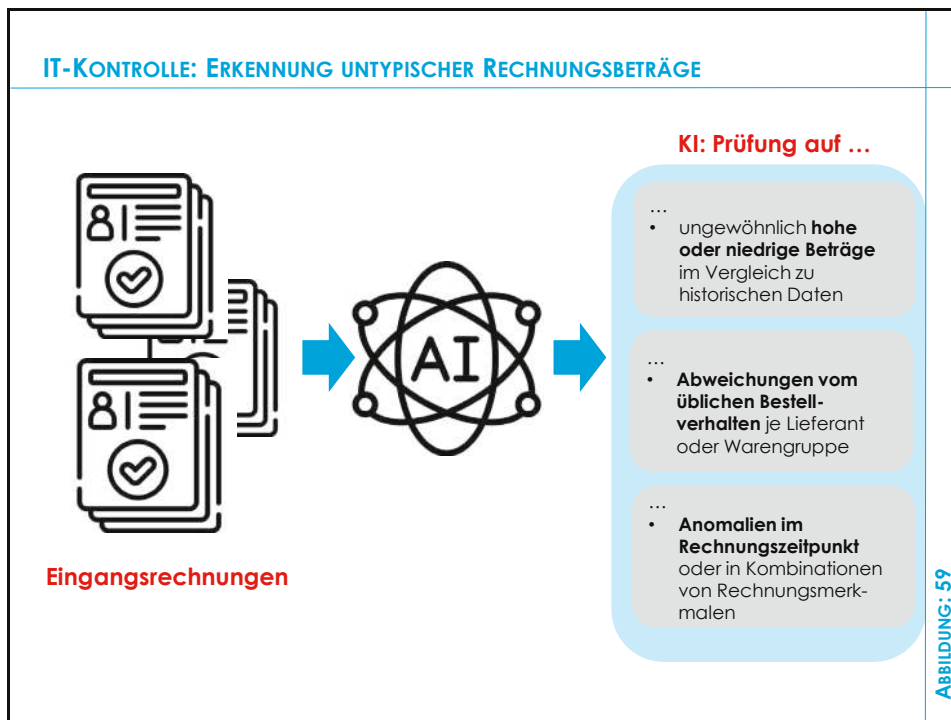 IT-KONTROLLE: ERKENNUNG UNTYPISCHER RECHNUNGSBETRÄGE
KI: Prüfung auf …
…
• ungewöhnlich hohe
oder niedrige Beträge
im Vergleich zu
historischen Daten
…
• Abweichungen vom
üblichen Bestell-
verhalten je Lieferant
oder Warengruppe
…
• Anomalien im
Rechnungszeitpunkt
oder in Kombinationen
von Rechnungsmerk-
malen
AI
Eingangsrechnungen
ABBILDUNG: 59